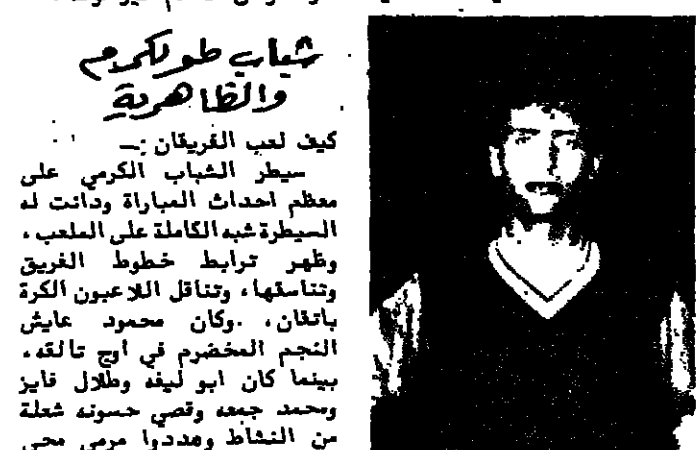 شباب طولكرم
والظاهرية
كيف لعب الفريقان :ــ
سيطر الشباب الكرمي على
معظم احداث المباراة ودانت له
السيطرة شبه الكاملة على الملعب ،
وظهر ترابط خطوط الفريق
وتناسقها ، وتناقل اللاعبون الكرة
باتقان ، .وكان محمود عايش
النجم المخضرم في اوج تالقه ،
بينما كان ابو ليفه وطلال فايز
ومحمد جمعه وقصي حسونه شعلة
من النشاط وهددوا مرمى محي